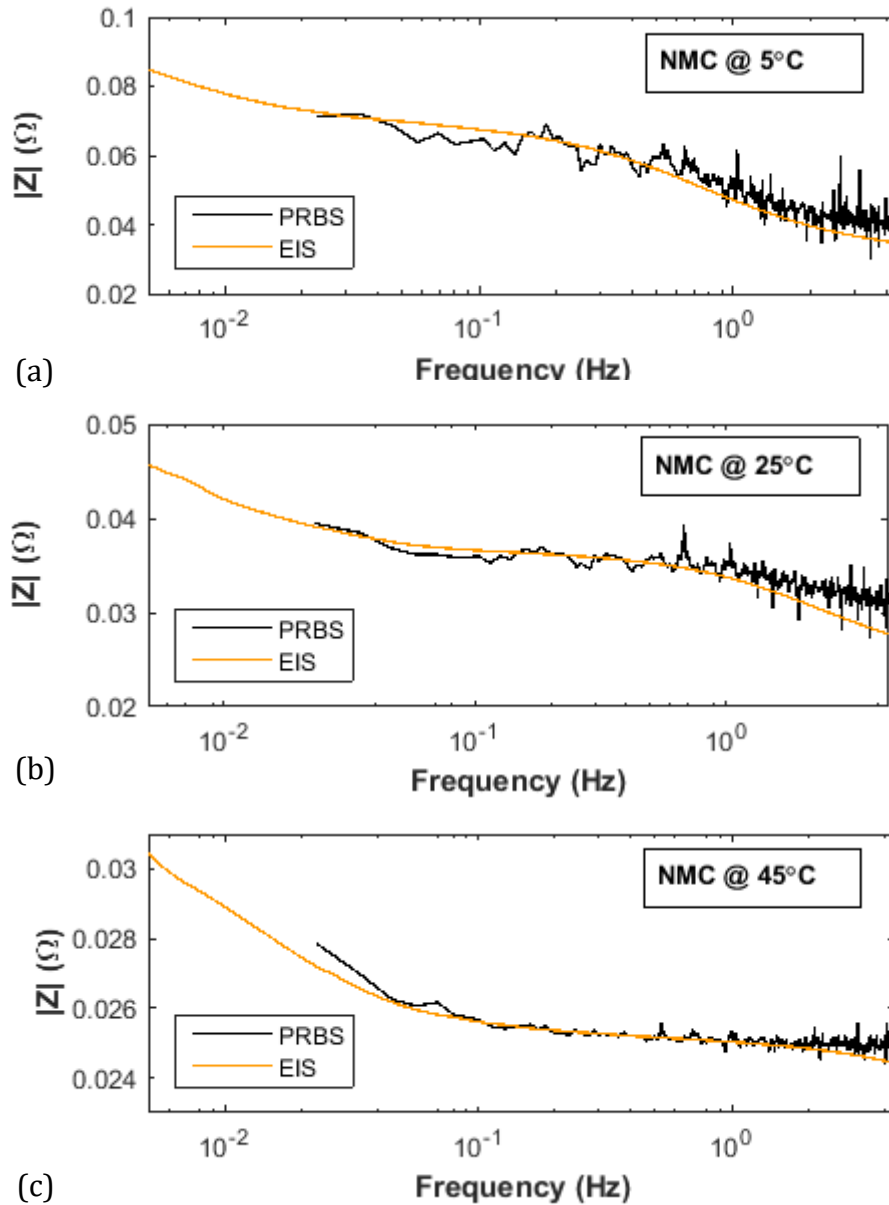 0.1
0.08
0.06
0.04
0.02
|Z| (Ω)
NMC @ 5°C
PRBS
EIS
10-2
10-1
100
Frequency (Hz)
(a)
0.05
0.04
0.03
0.02
|Z| (Ω)
NMC @ 25°C
PRBS
EIS
10-2
10-1
100
Frequency (Hz)
(b)
0.03
0.028
0.026
0.024
|Z| (Ω)
NMC @ 45°C
PRBS
EIS
10-2
10-1
100
Frequency (Hz)
(c)